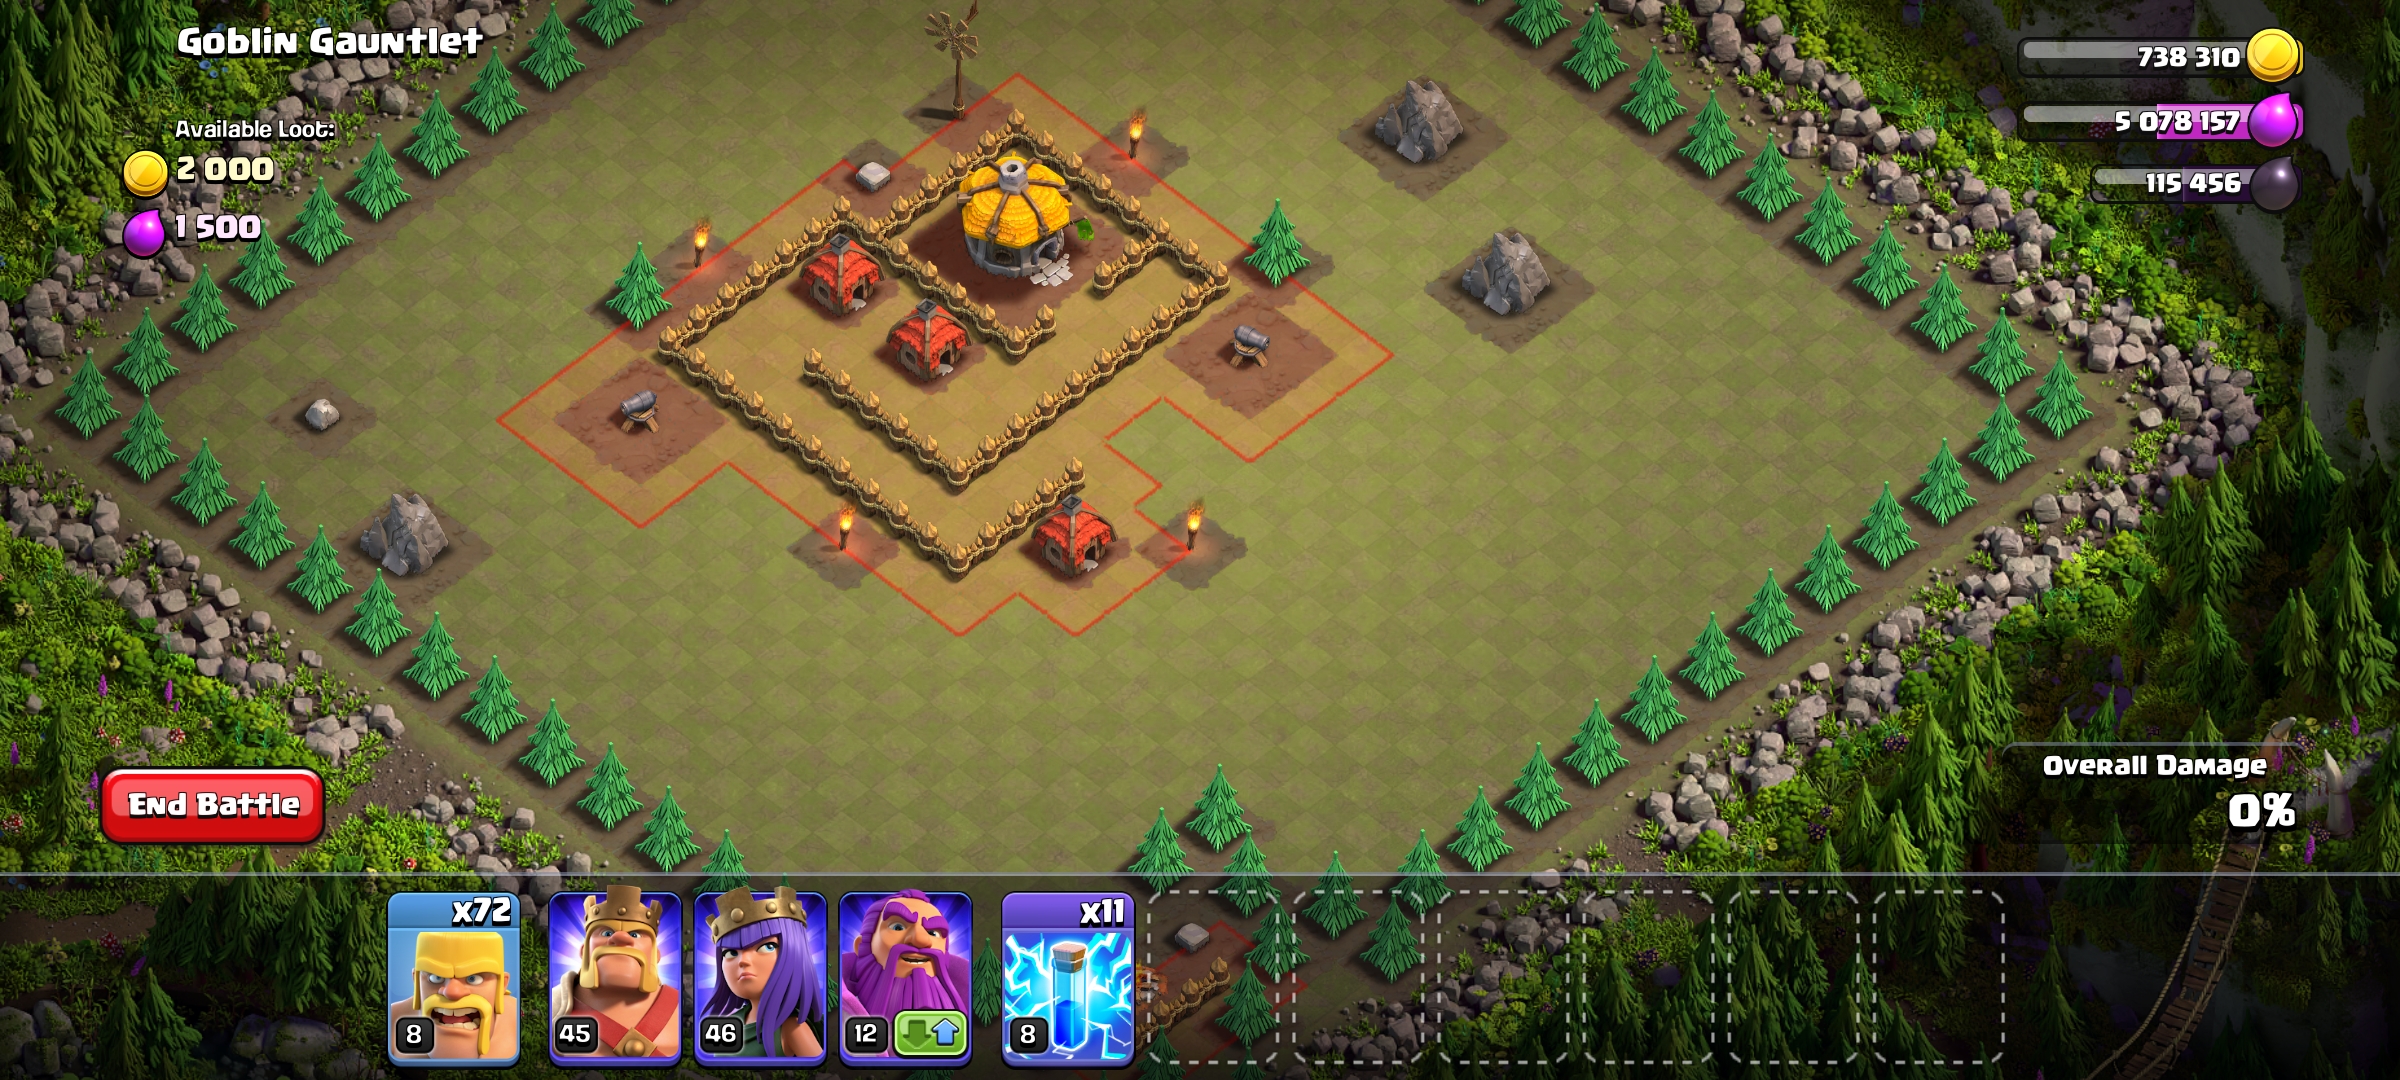 Goblin Gauntlet
Available Loot:
2 000
1 500
738 310
5 078 157
115 456
End Battle
Overall Damage
0%
x72
8
45
46
12
x11
8